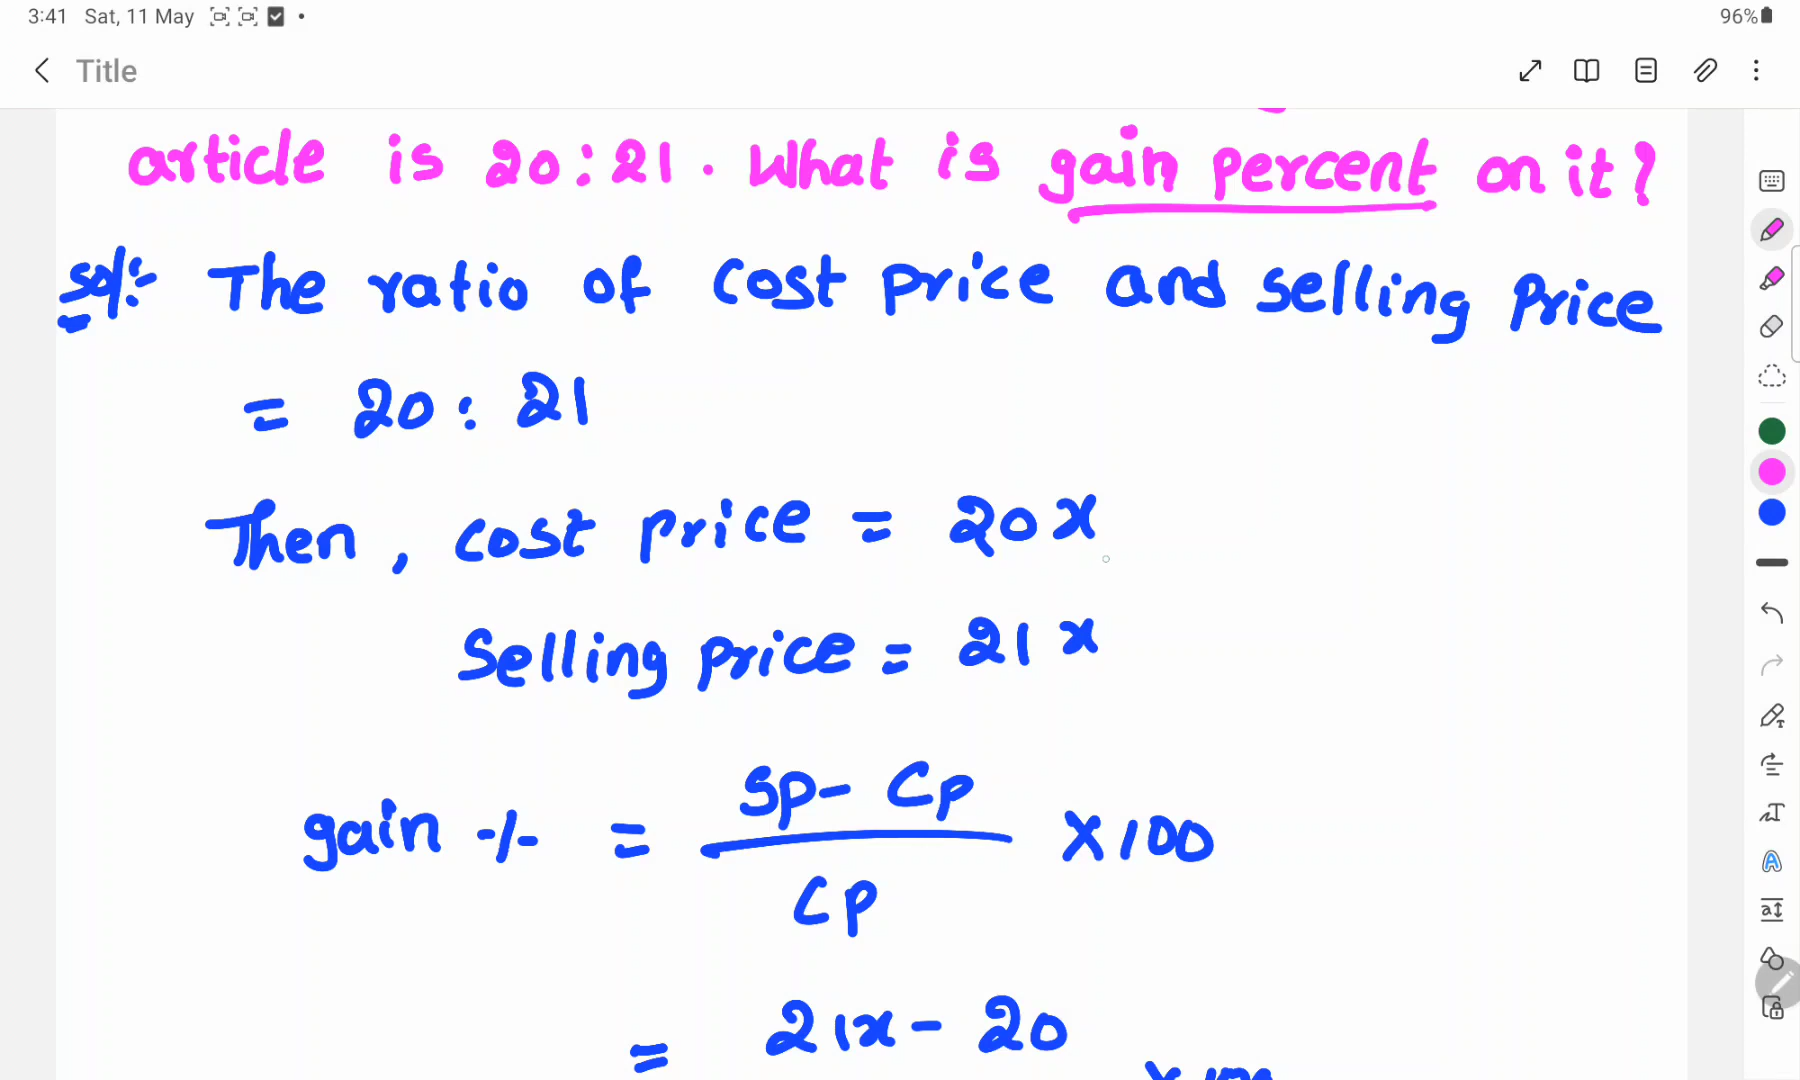 3:41 Sat, 11 May
96%
Title
article is 20:21. What is gain percent on it?
Sol:- The ratio of cost price and selling price
= 20:21
Then, cost price = 20x
Selling price = 21x
SP - CP
gain % = × 100
CP
21x - 20
= × 100